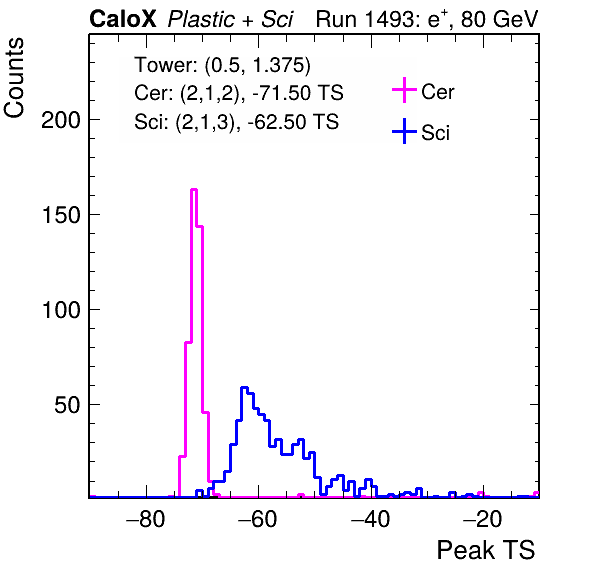 CaloX Plastic + Sci Run 1493: e+, 80 GeV
Counts
Tower: (0.5, 1.375)
Cer: (2,1,2), -71.50 TS
Sci: (2,1,3), -62.50 TS
Cer
Sci
200
150
100
50
−80 −60 −40 −20
Peak TS